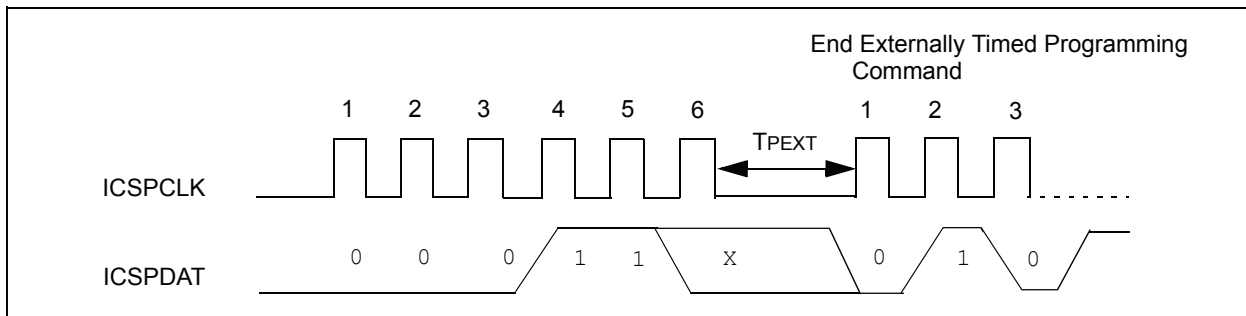 End Externally Timed Programming
Command
1 2 3 4 5 6 1 2 3
TPEXT
ICSPCLK
0 0 0 1 1 X 0 1 0
ICSPDAT